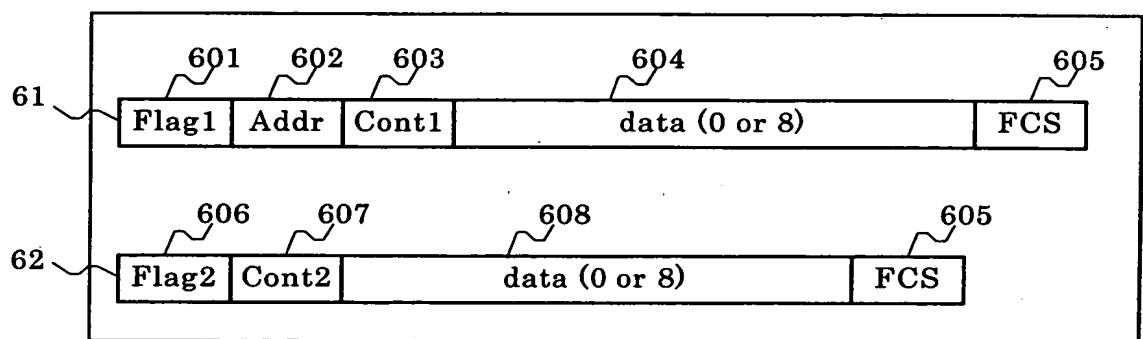 601 602 603 604 605
61 Flag1 Addr Cont1 data (0 or 8) FCS
606 607 608 605
62 Flag2 Cont2 data (0 or 8) FCS